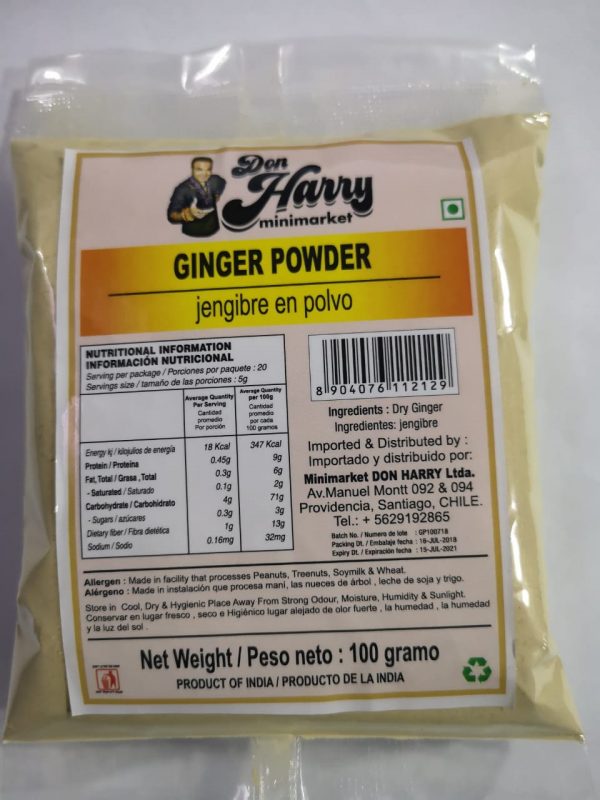 Don
Harry
minimarket
GINGER POWDER
jengibre en polvo
NUTRITIONAL INFORMATION
INFORMACIÓN NUTRICIONAL
Serving per package / Porciones por paquete : 20
Servings size / tamaño de las porciones : 5g
Average Quantity Per Serving
Cantidad promedio Por porción
Average Quantity per 100g
Cantidad promedio por cada 100 gramos
Energy kj / kilojulios de energía 18 Kcal 347 Kcal
Protein / Proteina 0.45g 9g
Fat, Total / Grasa , Total 0.3g 6g
- Saturated / Saturado 0.1g 2g
Carbohydrate / Carbohidrato 4g 71g
- Sugars / azúcares 0.3g 3g
Dietary fiber / Fibra dietética 1g 13g
Sodium / Sodio 0.16mg 32mg
8 904076 112129
Ingredients : Dry Ginger
Ingredientes: jengibre
Imported & Distributed by :
Importado y distribuido por:
Minimarket DON HARRY Ltda.
Av.Manuel Montt 092 & 094
Providencia, Santiago, CHILE.
Tel.: + 5629192865
Batch No. / Numero de lote : GP100718
Packing Dt. / Embalaje fecha : 16-JUL-2018
Expiry Dt. / Expiración fecha : 15-JUL-2021
Allergen : Made in facility that processes Peanuts, Treenuts, Soymilk & Wheat.
Alérgeno : Made in instalación que procesa mani, las nueces de árbol , leche de soja y trigo.
Store in Cool, Dry & Hygienic Place Away From Strong Odour, Moisture, Humidity & Sunlight.
Conservar en lugar fresco , seco e Higiénico lugar alejado de olor fuerte , la humedad , la humedad
y la luz del sol .
Net Weight / Peso neto : 100 gramo
PRODUCT OF INDIA / PRODUCTO DE LA INDIA